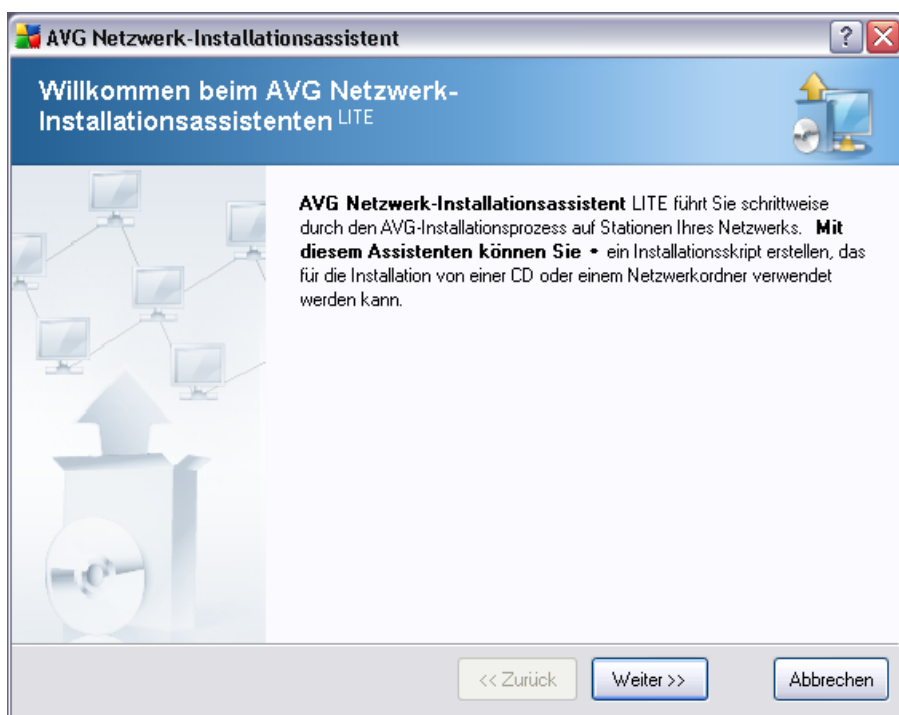 AVG Netzwerk-Installationsassistent
?
Willkommen beim AVG Netzwerk-
Installationsassistenten LITE
AVG Netzwerk-Installationsassistent LITE führt Sie schrittweise
durch den AVG-Installationsprozess auf Stationen Ihres Netzwerks. Mit
diesem Assistenten können Sie • ein Installationsskript erstellen, das
für die Installation von einer CD oder einem Netzwerkordner verwendet
werden kann.
<< Zurück
Weiter >>
Abbrechen